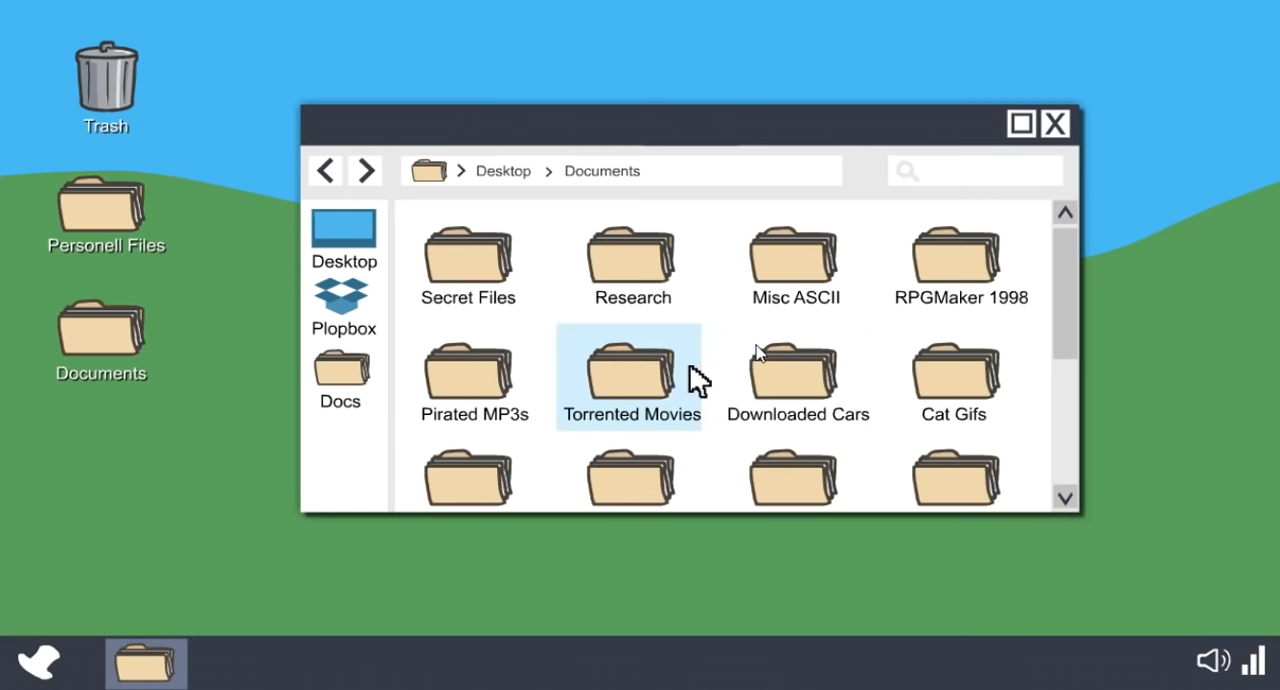 Trash
Personell Files
Documents
Desktop
Documents
Desktop
Plopbox
Docs
Secret Files
Research
Misc ASCII
RPGMaker 1998
Pirated MP3s
Torrented Movies
Downloaded Cars
Cat Gifs